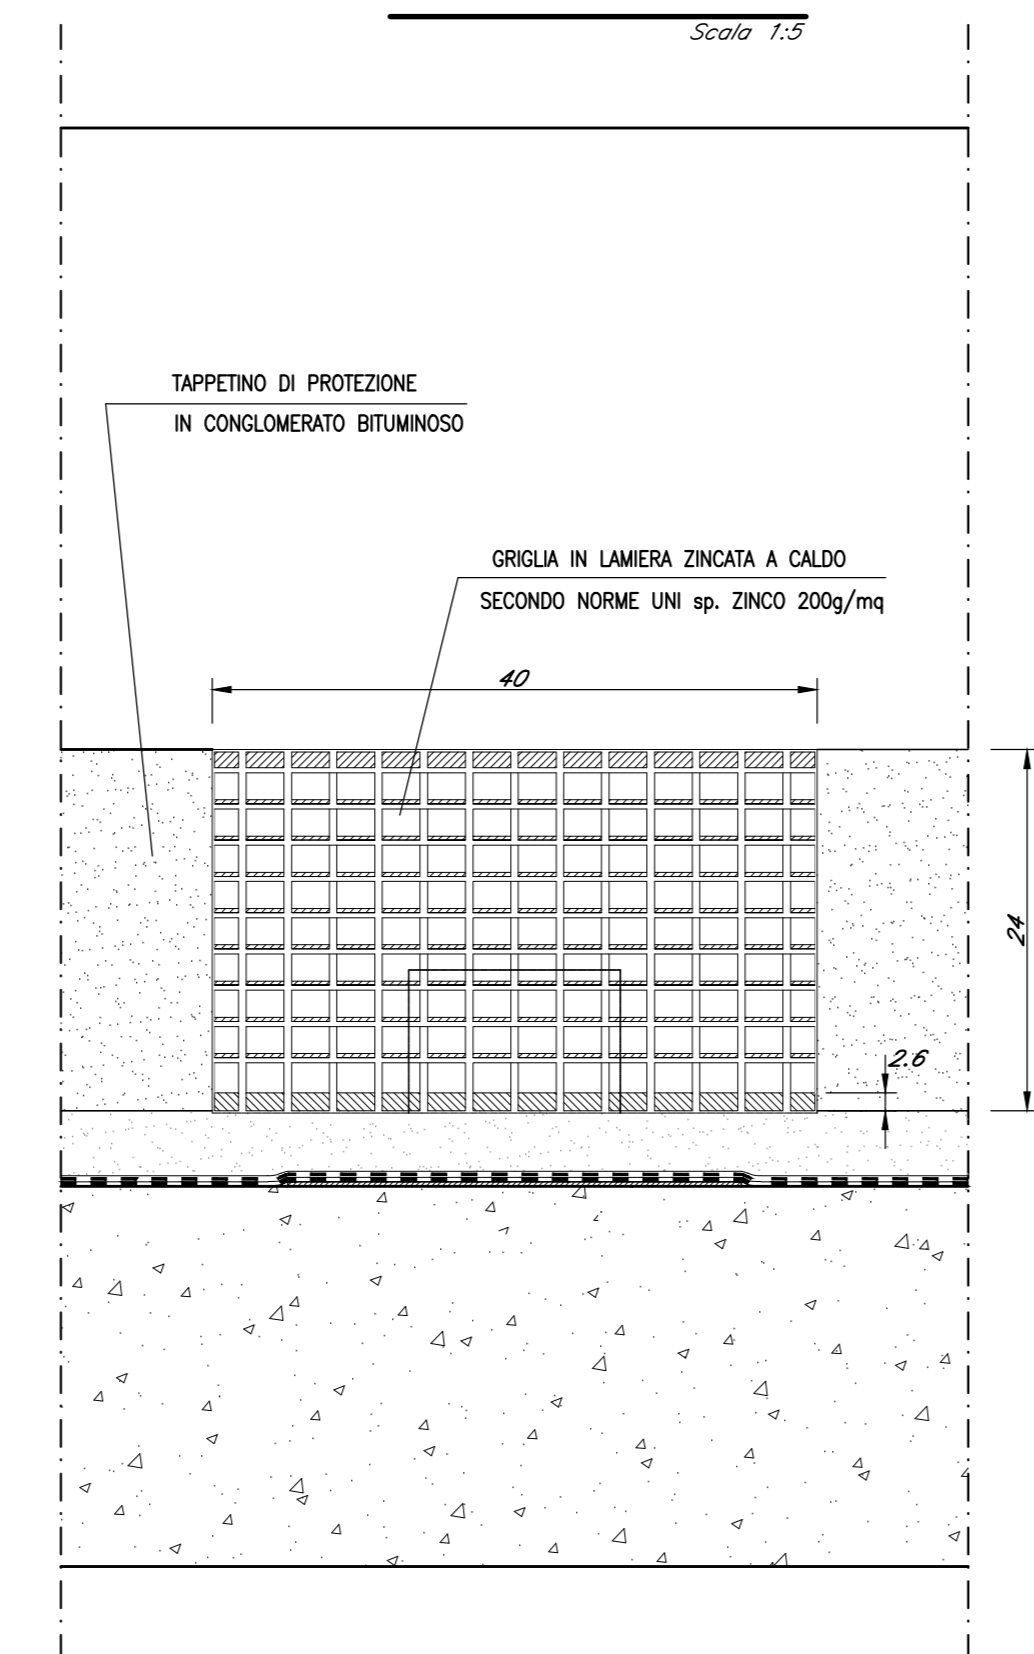 Scala 1:5
TAPPETINO DI PROTEZIONE
IN CONGLOMERATO BITUMINOSO
GRIGLIA IN LAMIERA ZINCATA A CALDO
SECONDO NORME UNI sp. ZINCO 200g/mq
40
24
2.6